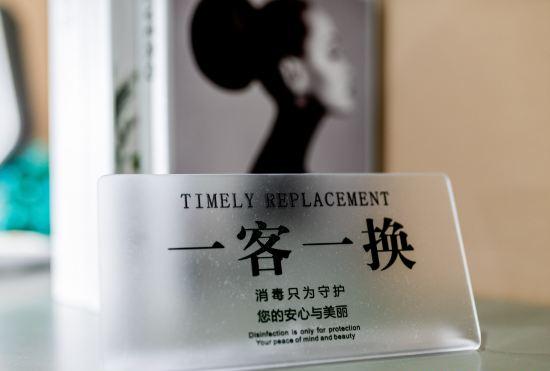 TIMELY REPLACEMENT
一客一换
消毒只为守护
您的安心与美丽
Disinfection is only for protection
Your peace of mind and beauty